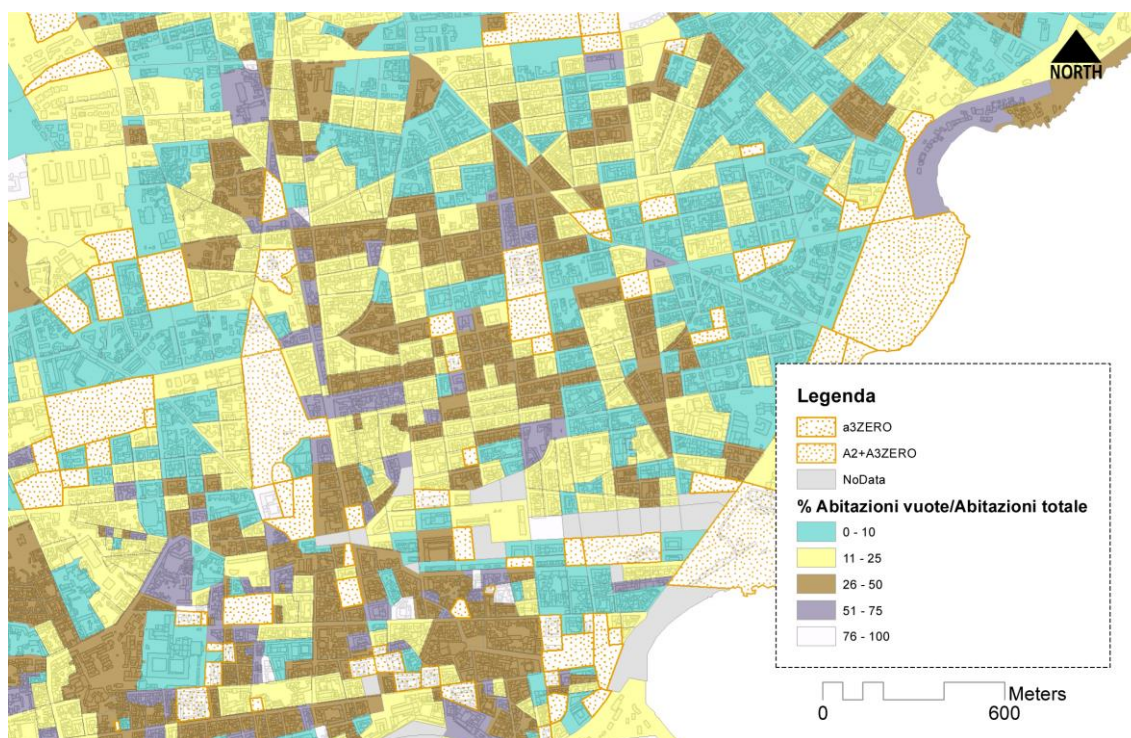 NORTH
Legenda
a3ZERO
A2+A3ZERO
NoData
% Abitazioni vuote/Abitazioni totale
0 - 10
11 - 25
26 - 50
51 - 75
76 - 100
Meters
0 600